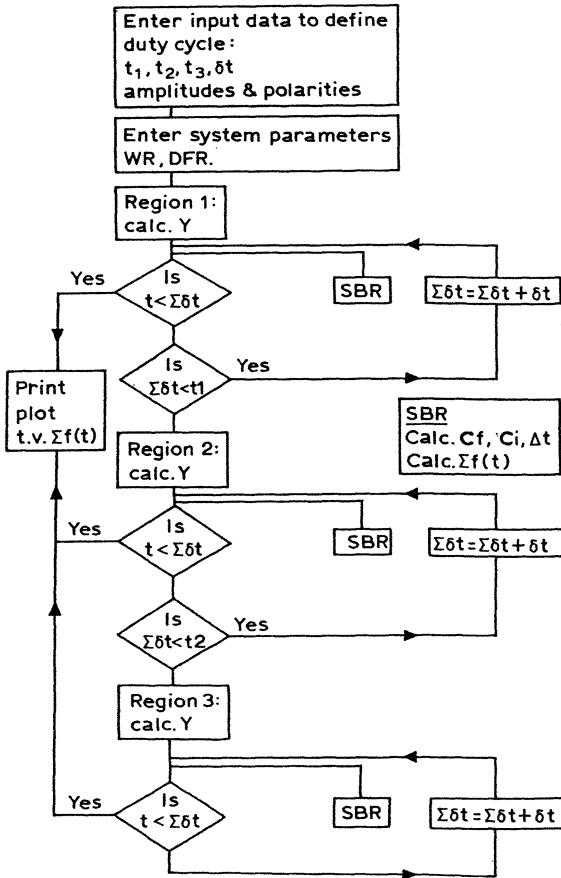 Enter input data to define
duty cycle:
t₁, t₂, t₃, δt
amplitudes & polarities
Enter system parameters
WR, DFR.
Region 1:
calc. Y
Yes
Is
t<Σδt
SBR
Σδt=Σδt+δt
Is
Σδt<t1
Yes
Print
plot
t.v. Σf(t)
SBR
Calc. Cf, Ci, Δt
Calc. Σf(t)
Region 2:
calc. Y
Yes
Is
t<Σδt
SBR
Σδt=Σδt+δt
Is
Σδt<t2
Yes
Region 3:
calc. Y
Yes
Is
t<Σδt
SBR
Σδt=Σδt+δt